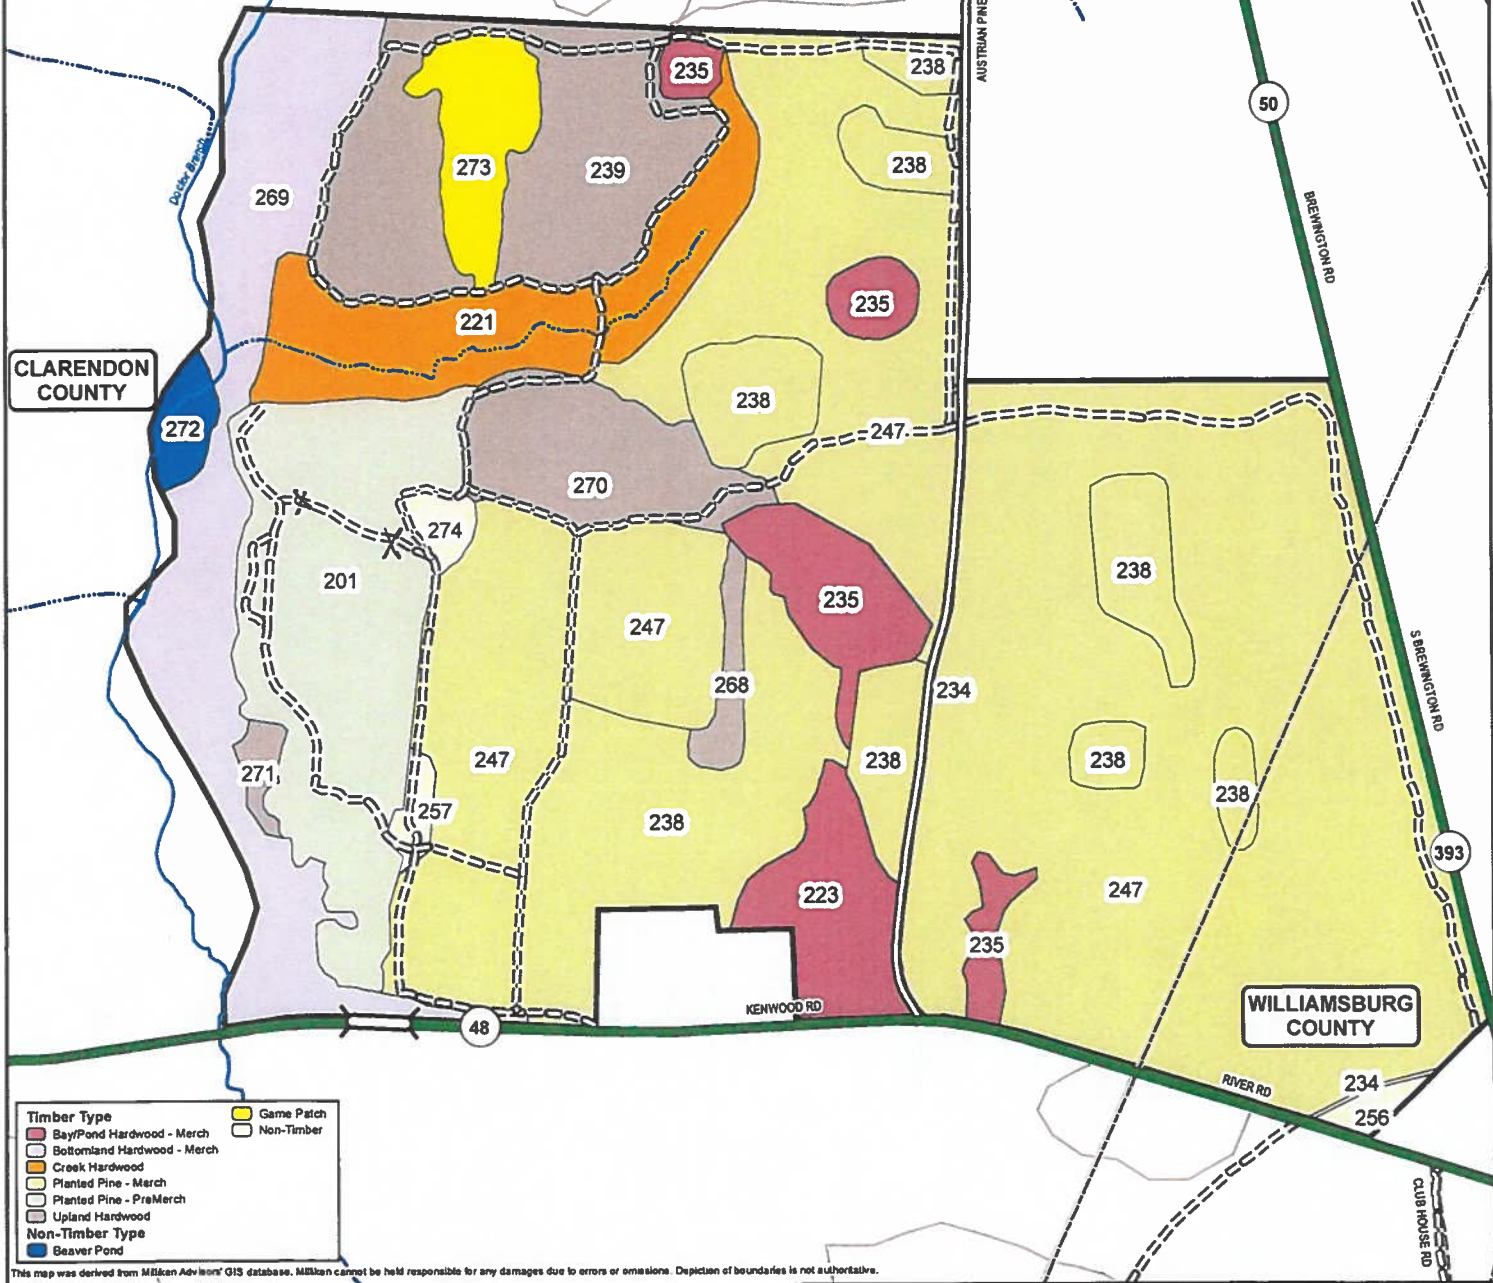 AUSTRIAN PINE
235
238
50
238
273
239
Doctor Branch
269
BREWINGTON RD
235
221
CLARENDON
COUNTY
238
272
247
270
274
201
238
235
247
S BREWINGTON RD
268
234
247
238
238
271
238
257
238
393
223
247
235
WILLIAMSBURG
COUNTY
KENWOOD RD
48
RIVER RD
234
256
CLUB HOUSE RD
Timber Type
Bay/Pond Hardwood - Merch
Bottomland Hardwood - Merch
Creek Hardwood
Planted Pine - Merch
Planted Pine - PreMerch
Upland Hardwood
Non-Timber Type
Beaver Pond
Game Patch
Non-Timber
This map was derived from Milliken Advisors' GIS database. Milliken cannot be held responsible for any damages due to errors or omissions. Depiction of boundaries is not authoritative.